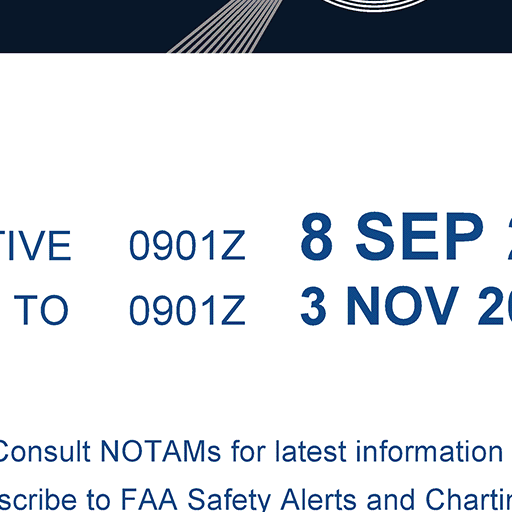 TIVE 0901Z 8 SEP
TO 0901Z 3 NOV 20
Consult NOTAMs for latest information
scribe to FAA Safety Alerts and Chartin